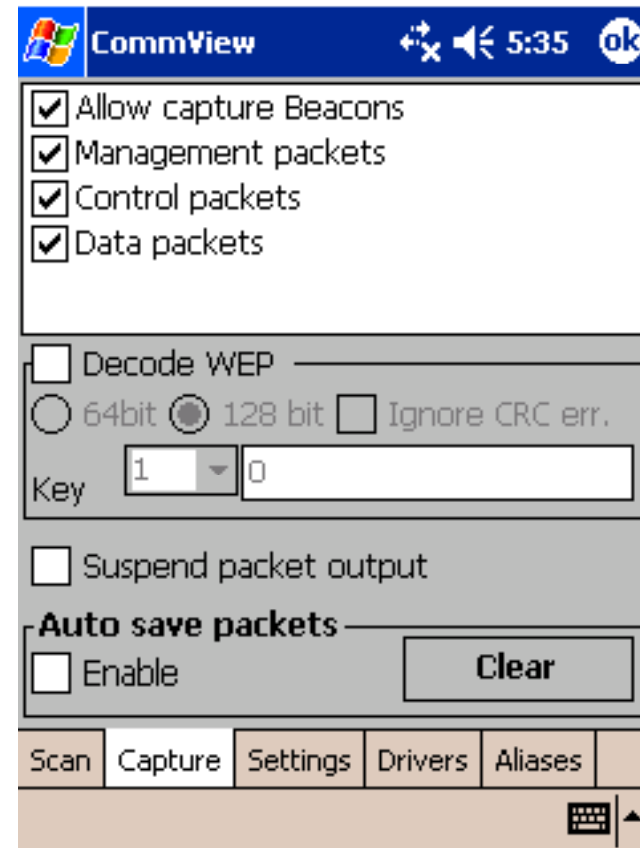 CommView 5:35 ok
Allow capture Beacons
Management packets
Control packets
Data packets
Decode WEP
64bit 128 bit Ignore CRC err.
Key 1 0
Suspend packet output
Auto save packets
Enable Clear
Scan Capture Settings Drivers Aliases